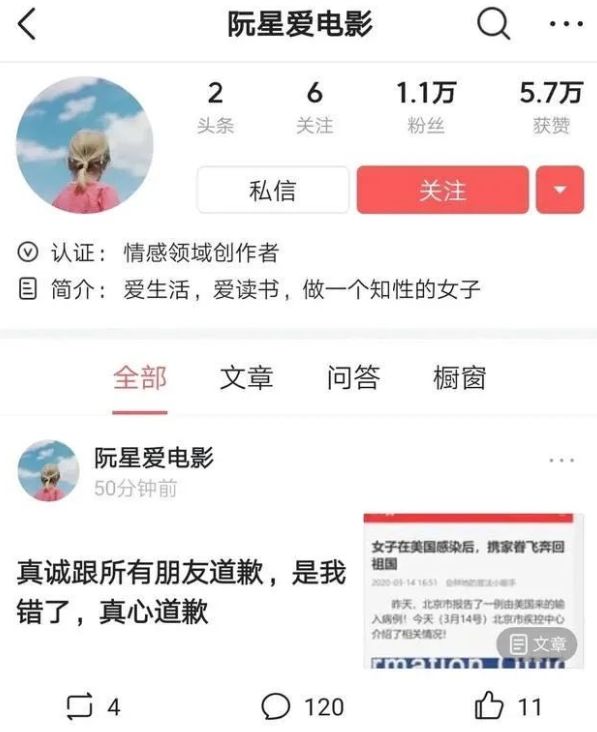 阮星爱电影
2 6 1.1万 5.7万
头条 关注 粉丝 获赞
私信 关注
认证：情感领域创作者
简介：爱生活，爱读书，做一个知性的女子
全部 文章 问答 橱窗
阮星爱电影
50分钟前
真诚跟所有朋友道歉，是我
错了，真心道歉
女子在美国感染后，携家眷飞奔回
祖国
2020-03-14 16:51
昨天，北京市报告了一例由美国来的输
入病例！今天（3月14号）北京市疾控中心
介绍了相关情况！
文章
4 120 11